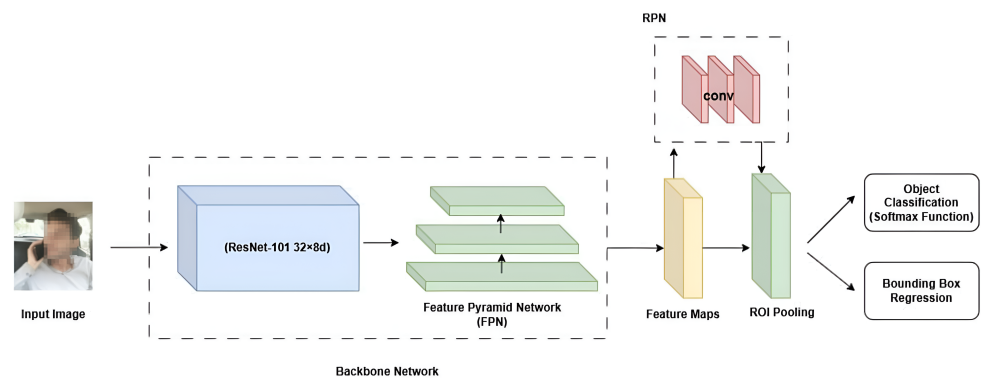 RPN
conv
(ResNet-101 32×8d)
Feature Pyramid Network
(FPN)
Input Image
Backbone Network
Feature Maps
ROI Pooling
Object
Classification
(Softmax Function)
Bounding Box
Regression